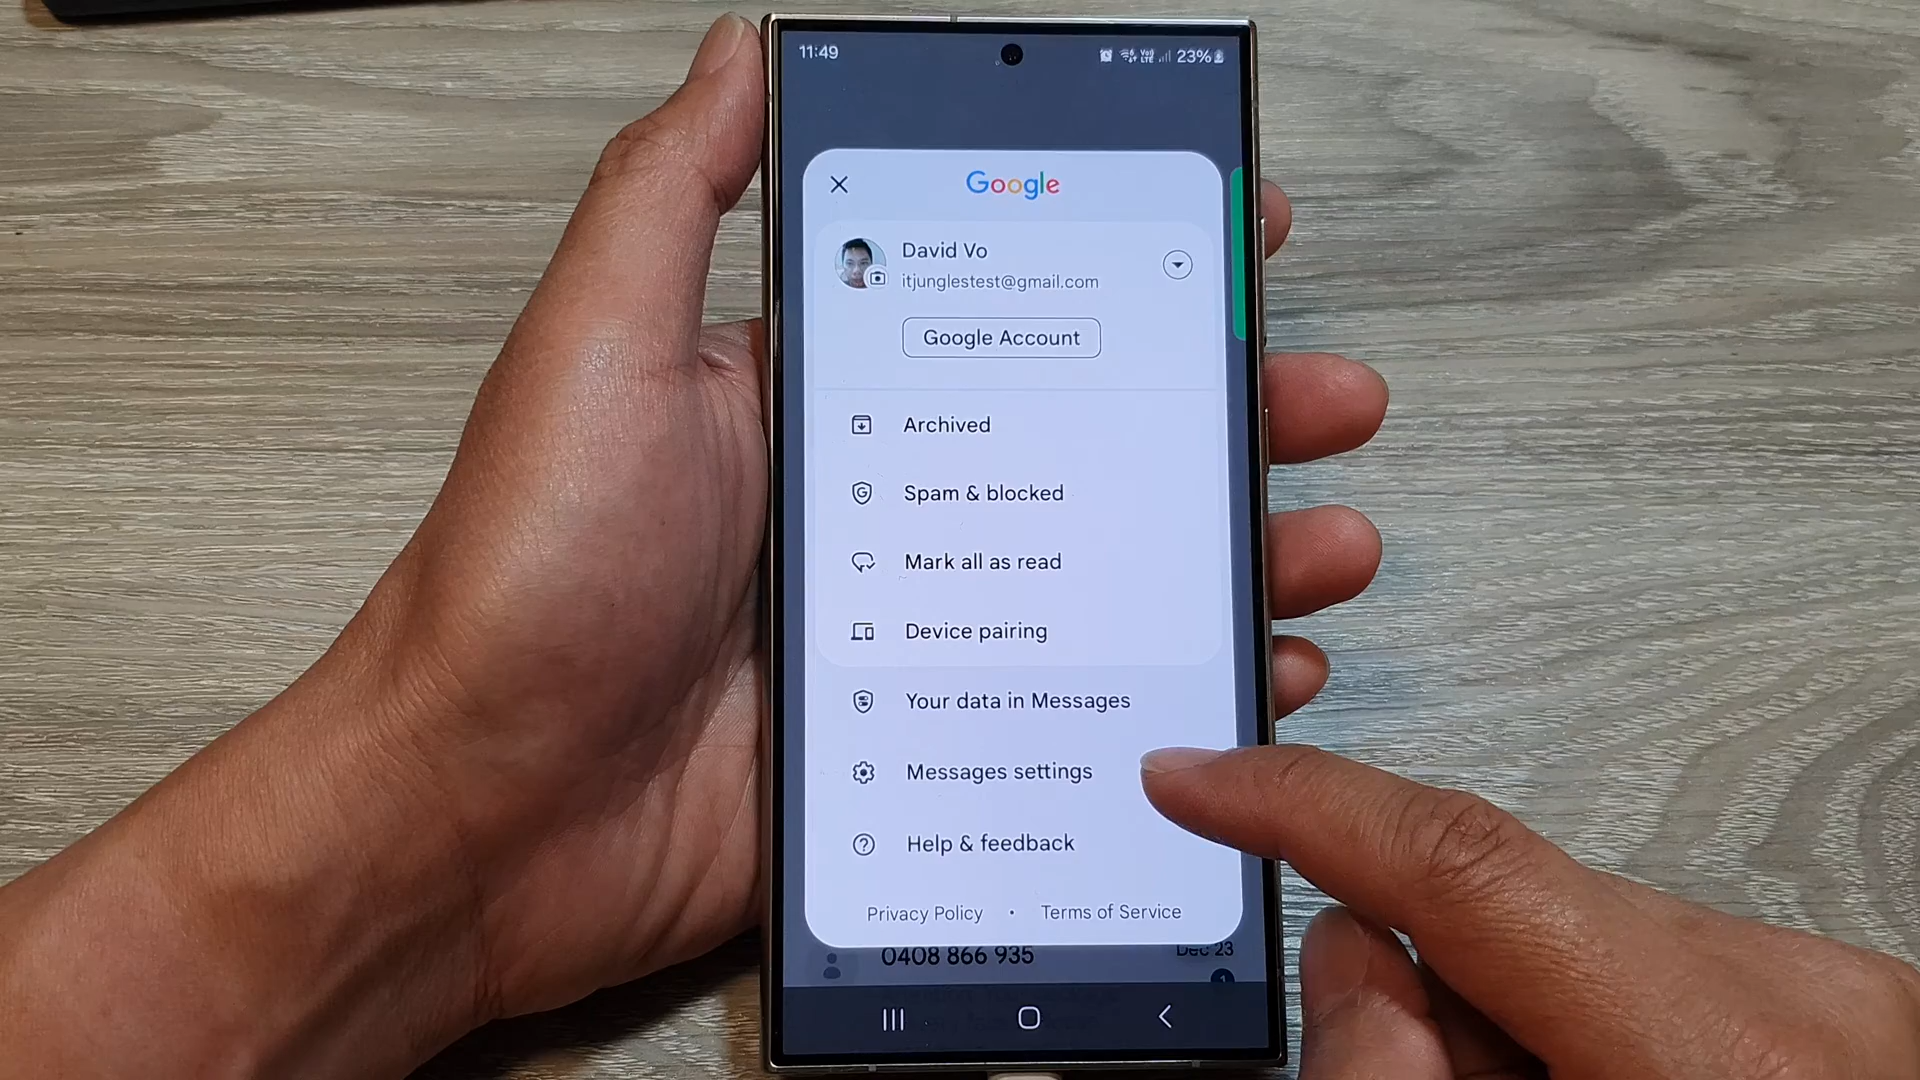 11:49
23%
Google
David Vo
itjunglestest@gmail.com
Google Account
Archived
Spam & blocked
Mark all as read
Device pairing
Your data in Messages
Messages settings
Help & feedback
Privacy Policy • Terms of Service
0408 866 935
Dec 23
1